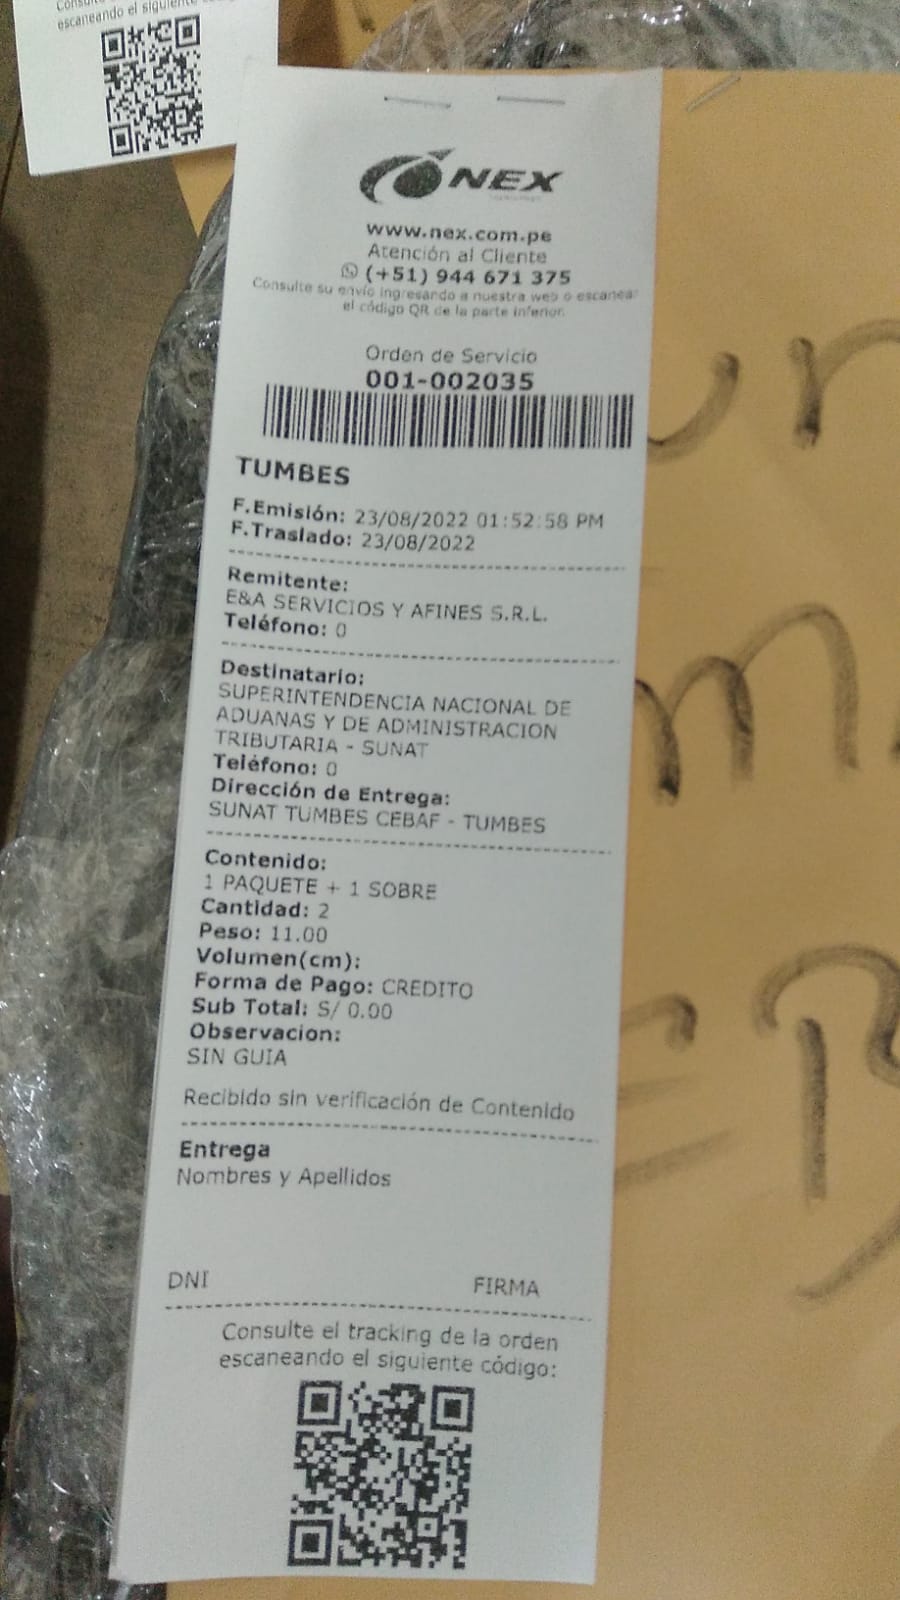 escaneando el siguiente
NEX
www.nex.com.pe
Atención al Cliente
(+51) 944 671 375
Consulte su envío ingresando a nuestra web o escanear
el código QR de la parte inferior.
Orden de Servicio
001-002035
TUMBES
F.Emisión: 23/08/2022 01:52:58 PM
F.Traslado: 23/08/2022
Remitente:
E&A SERVICIOS Y AFINES S.R.L.
Teléfono: 0
Destinatario:
SUPERINTENDENCIA NACIONAL DE
ADUANAS Y DE ADMINISTRACION
TRIBUTARIA - SUNAT
Teléfono: 0
Dirección de Entrega:
SUNAT TUMBES CEBAF - TUMBES
Contenido:
1 PAQUETE + 1 SOBRE
Cantidad: 2
Peso: 11.00
Volumen(cm):
Forma de Pago: CREDITO
Sub Total: S/ 0.00
Observacion:
SIN GUIA
Recibido sin verificación de Contenido
Entrega
Nombres y Apellidos
DNI FIRMA
Consulte el tracking de la orden
escaneando el siguiente código: